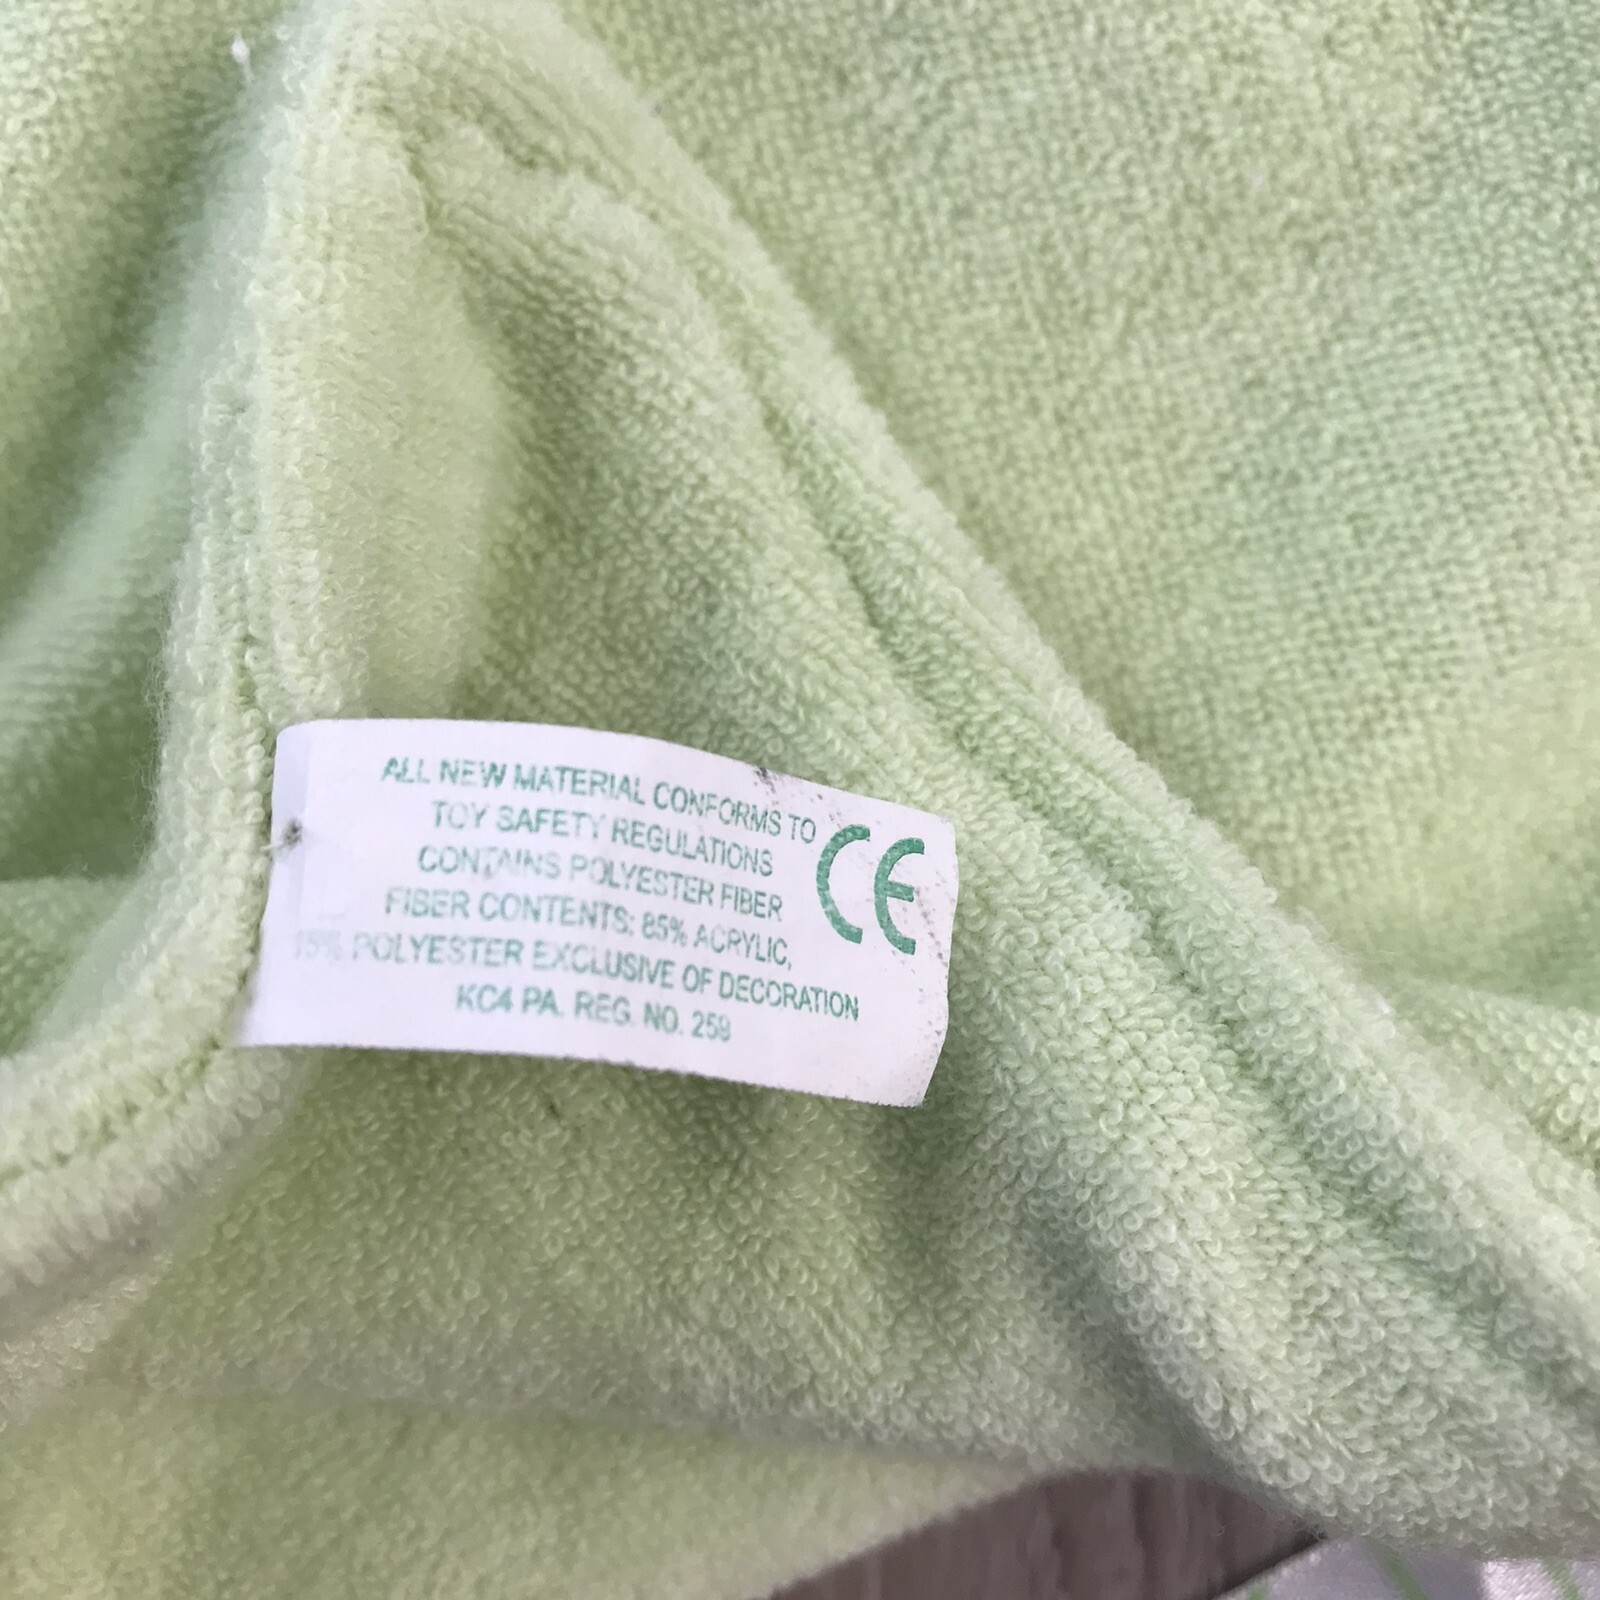 ALL NEW MATERIAL CONFORMS TO
TOY SAFETY REGULATIONS
CONTAINS POLYESTER FIBER
FIBER CONTENTS: 85% ACRYLIC,
15% POLYESTER EXCLUSIVE OF DECORATION
KC4 PA. REG. NO. 258
CE